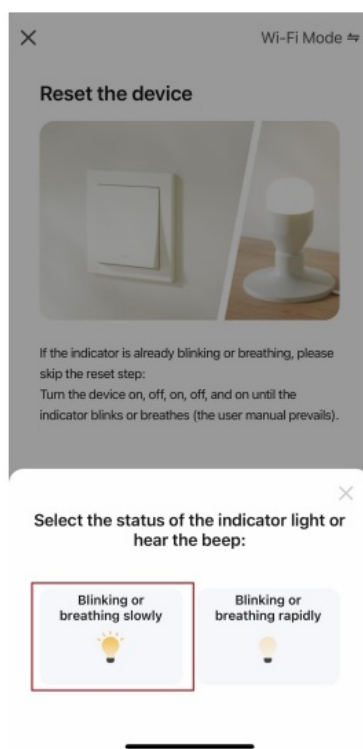 Wi-Fi Mode ⇋
Reset the device
If the indicator is already blinking or breathing, please
skip the reset step:
Turn the device on, off, on, off, and on until the
indicator blinks or breathes (the user manual prevails).
Select the status of the indicator light or
hear the beep:
Blinking or
breathing slowly
Blinking or
breathing rapidly